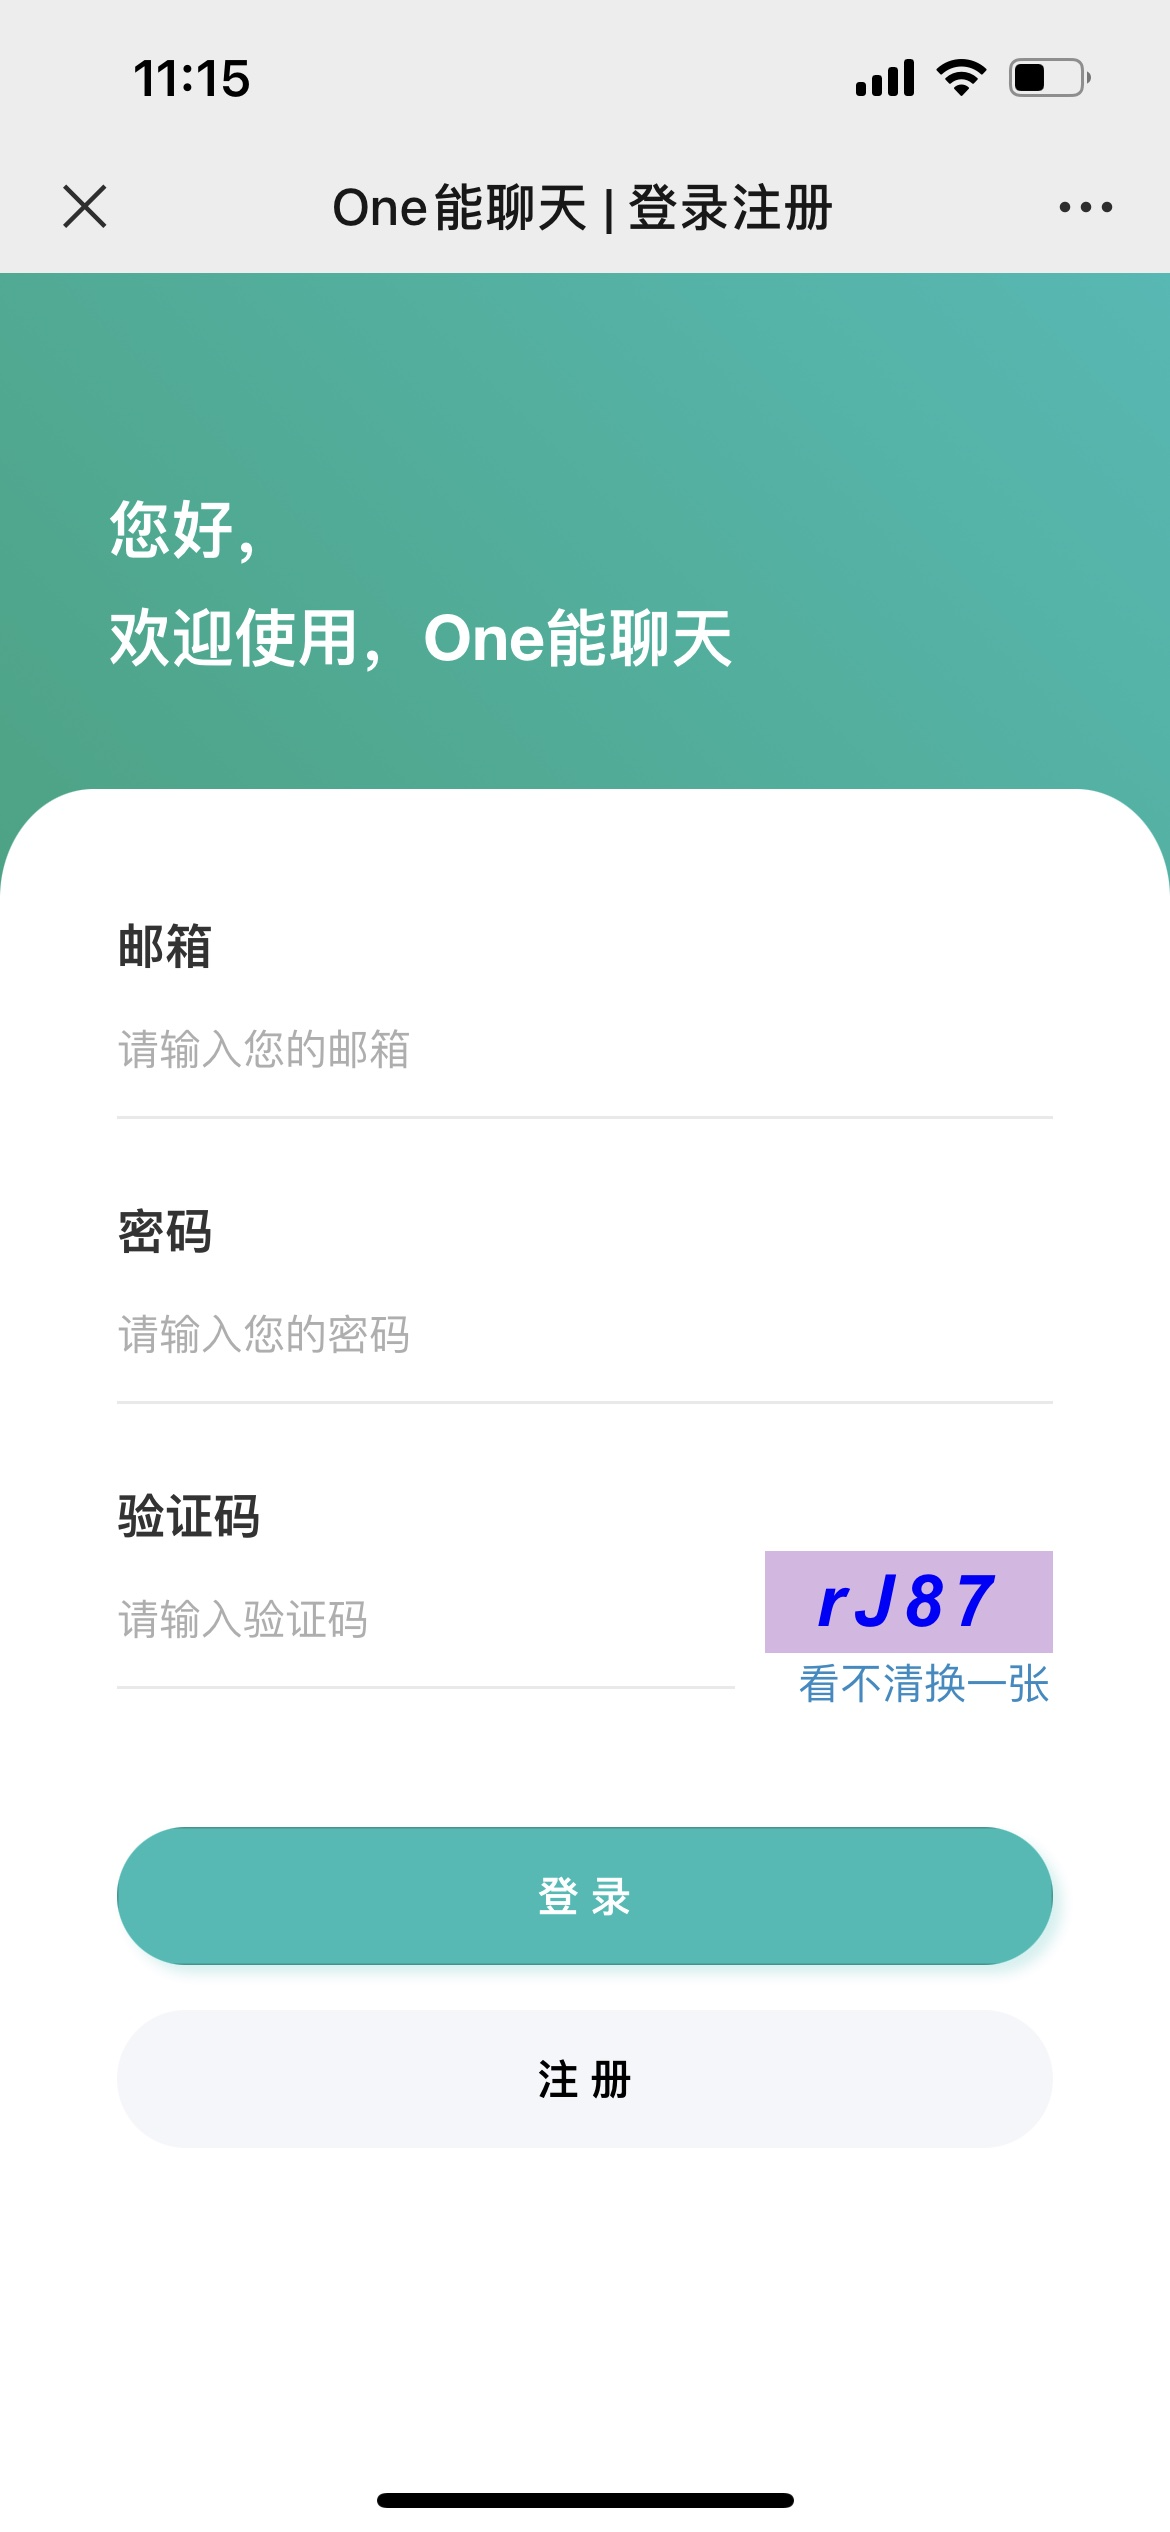 11:15
One能聊天 | 登录注册
您好，
欢迎使用，One能聊天
邮箱
请输入您的邮箱
密码
请输入您的密码
验证码
请输入验证码
rJ87
看不清换一张
登 录
注 册